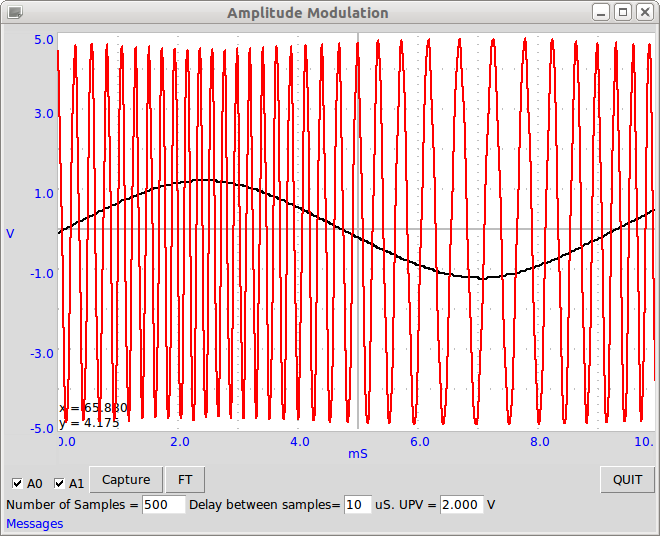 Amplitude Modulation
5.0
3.0
1.0
V
-1.0
-3.0
x = 65.830
y = 4.175
-5.0
0.0 2.0 4.0 6.0 8.0 10.
mS
A0 A1 Capture FT QUIT
Number of Samples = 500 Delay between samples= 10 uS. UPV = 2.000 V
Messages